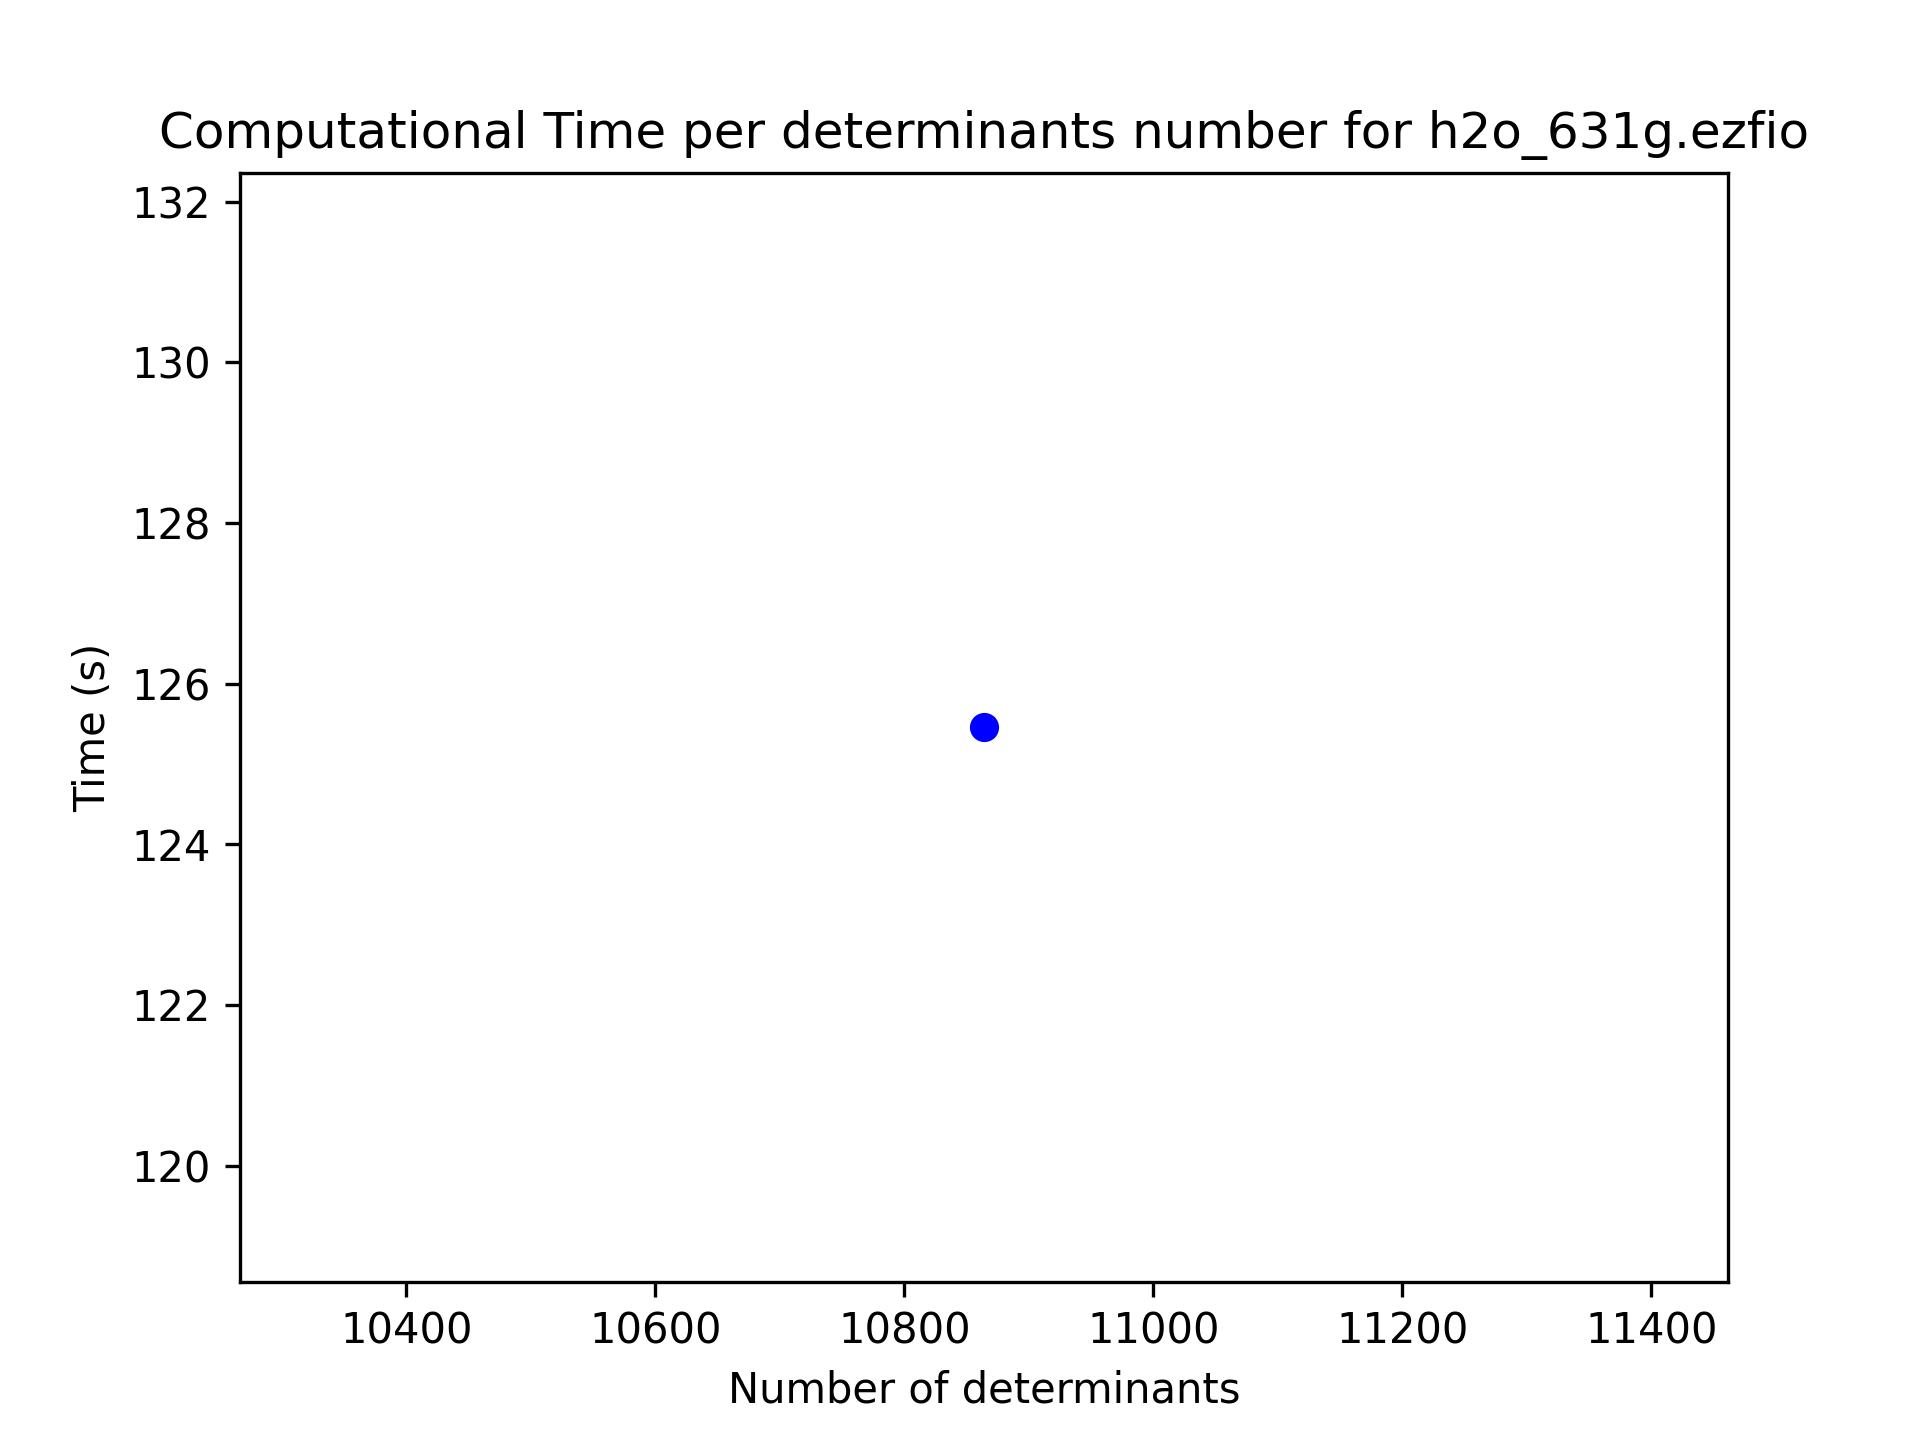 Computational Time per determinants number for h2o_631g.ezfio
132
130
128
126
124
122
120
Time (s)
10400 10600 10800 11000 11200 11400
Number of determinants